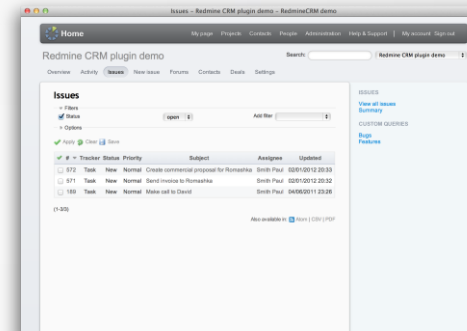 Issues – Redmine CRM plugin demo – RedmineCRM demo
Home My page Projects Contacts People Administration Help & Support | My account Sign out
Redmine CRM plugin demo Search: Redmine CRM plugin demo
Overview Activity Issues New issue Forums Contacts Deals Settings
Issues
Filters
Status open Add filter
Options
Apply Clear Save
# Tracker Status Priority Subject Assignee Updated
572 Task New Normal Create commercial proposal for Romashka Smith Paul 02/01/2012 20:33
571 Task New Normal Send invoice to Romashka Smith Paul 02/01/2012 20:32
189 Task New Normal Make call to David Smith Paul 04/08/2011 23:28
(1-3/3)
Also available in: Atom | CSV | PDF
ISSUES
View all issues
Summary
CUSTOM QUERIES
Bugs
Features